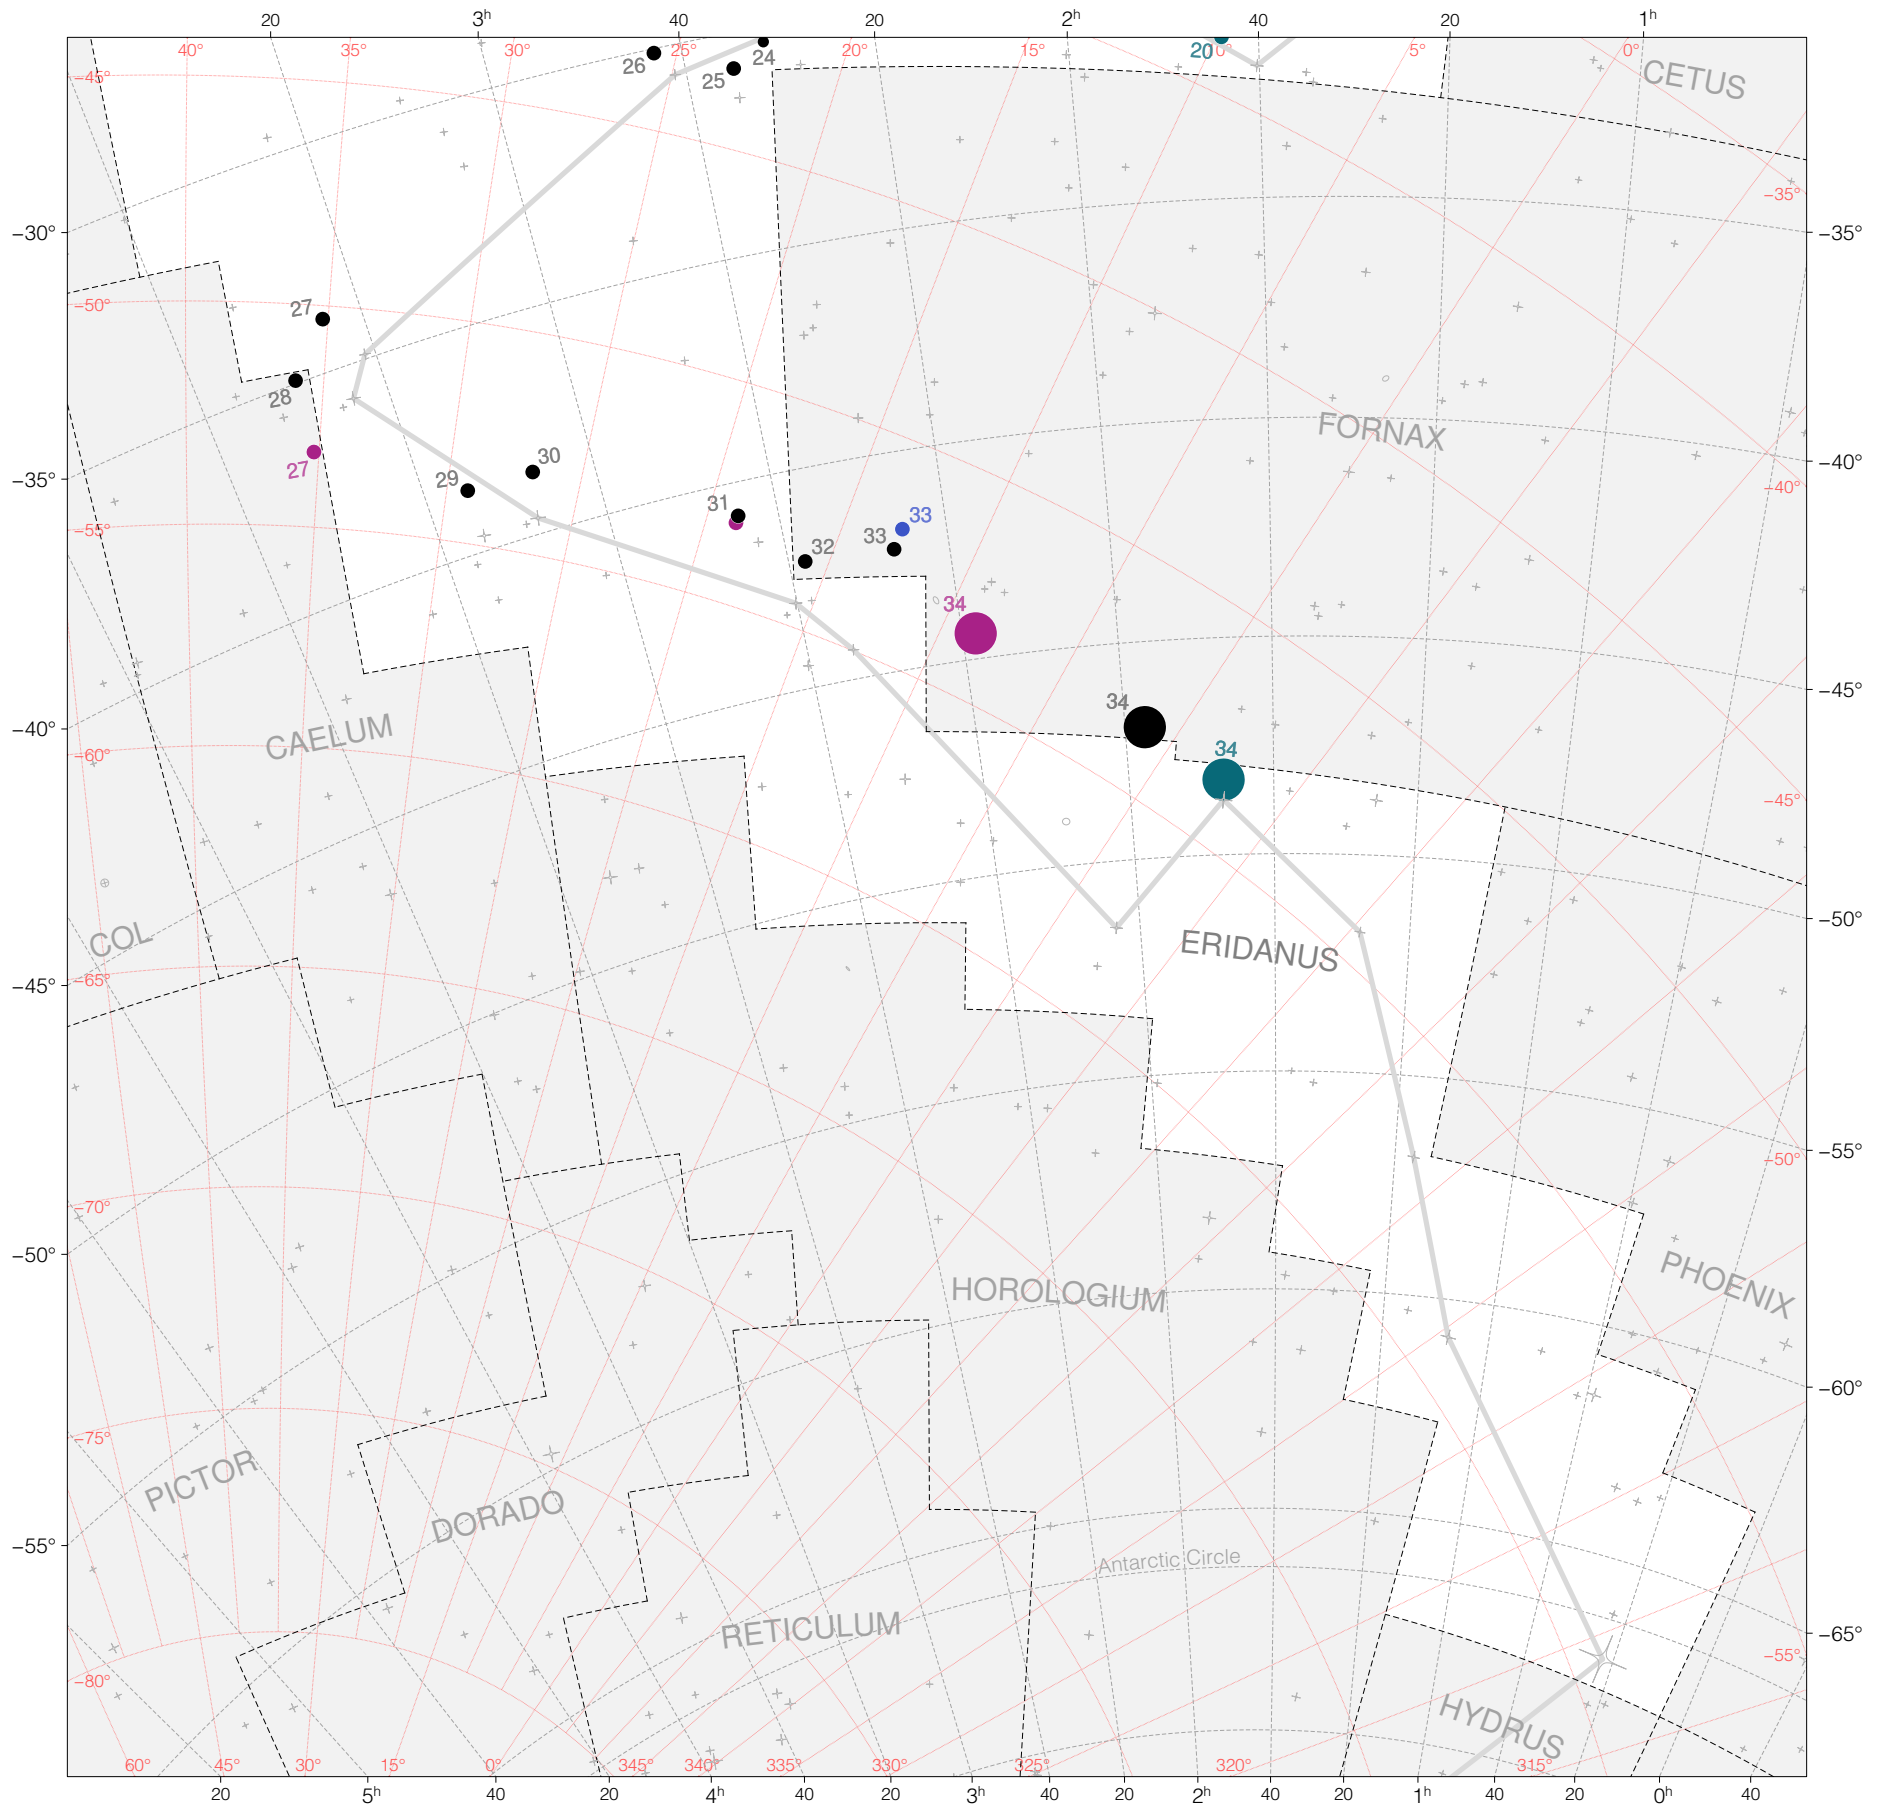 20 3h 40 20 2h 40 20 1h
40° 35° 30° 25° 20° 15° 10° 5° 0°
24
20
26
25
−45°
CETUS
−35°
−30° −35°
27
−50°
28
FORNAX
30
−40°
27
−35°
29
−40°
31
33
−55°
33
32
34
−45°
34
CAELUM
−40°
34
−60°
−45°
COL
ERIDANUS
−50°
−65°
−45°
−55°
−50°
−70°
−50°
PHOENIX
HOROLOGIUM
−60°
−75°
PICTOR
DORADO
−55°
Antarctic Circle
RETICULUM
−65°
−55°
−80°
HYDRUS
60° 45° 30° 15° 0° 345° 340° 335° 330° 325° 320° 315°
20 5h 40 20 4h 40 20 3h 40 20 2h 40 20 1h 40 20 0h 40